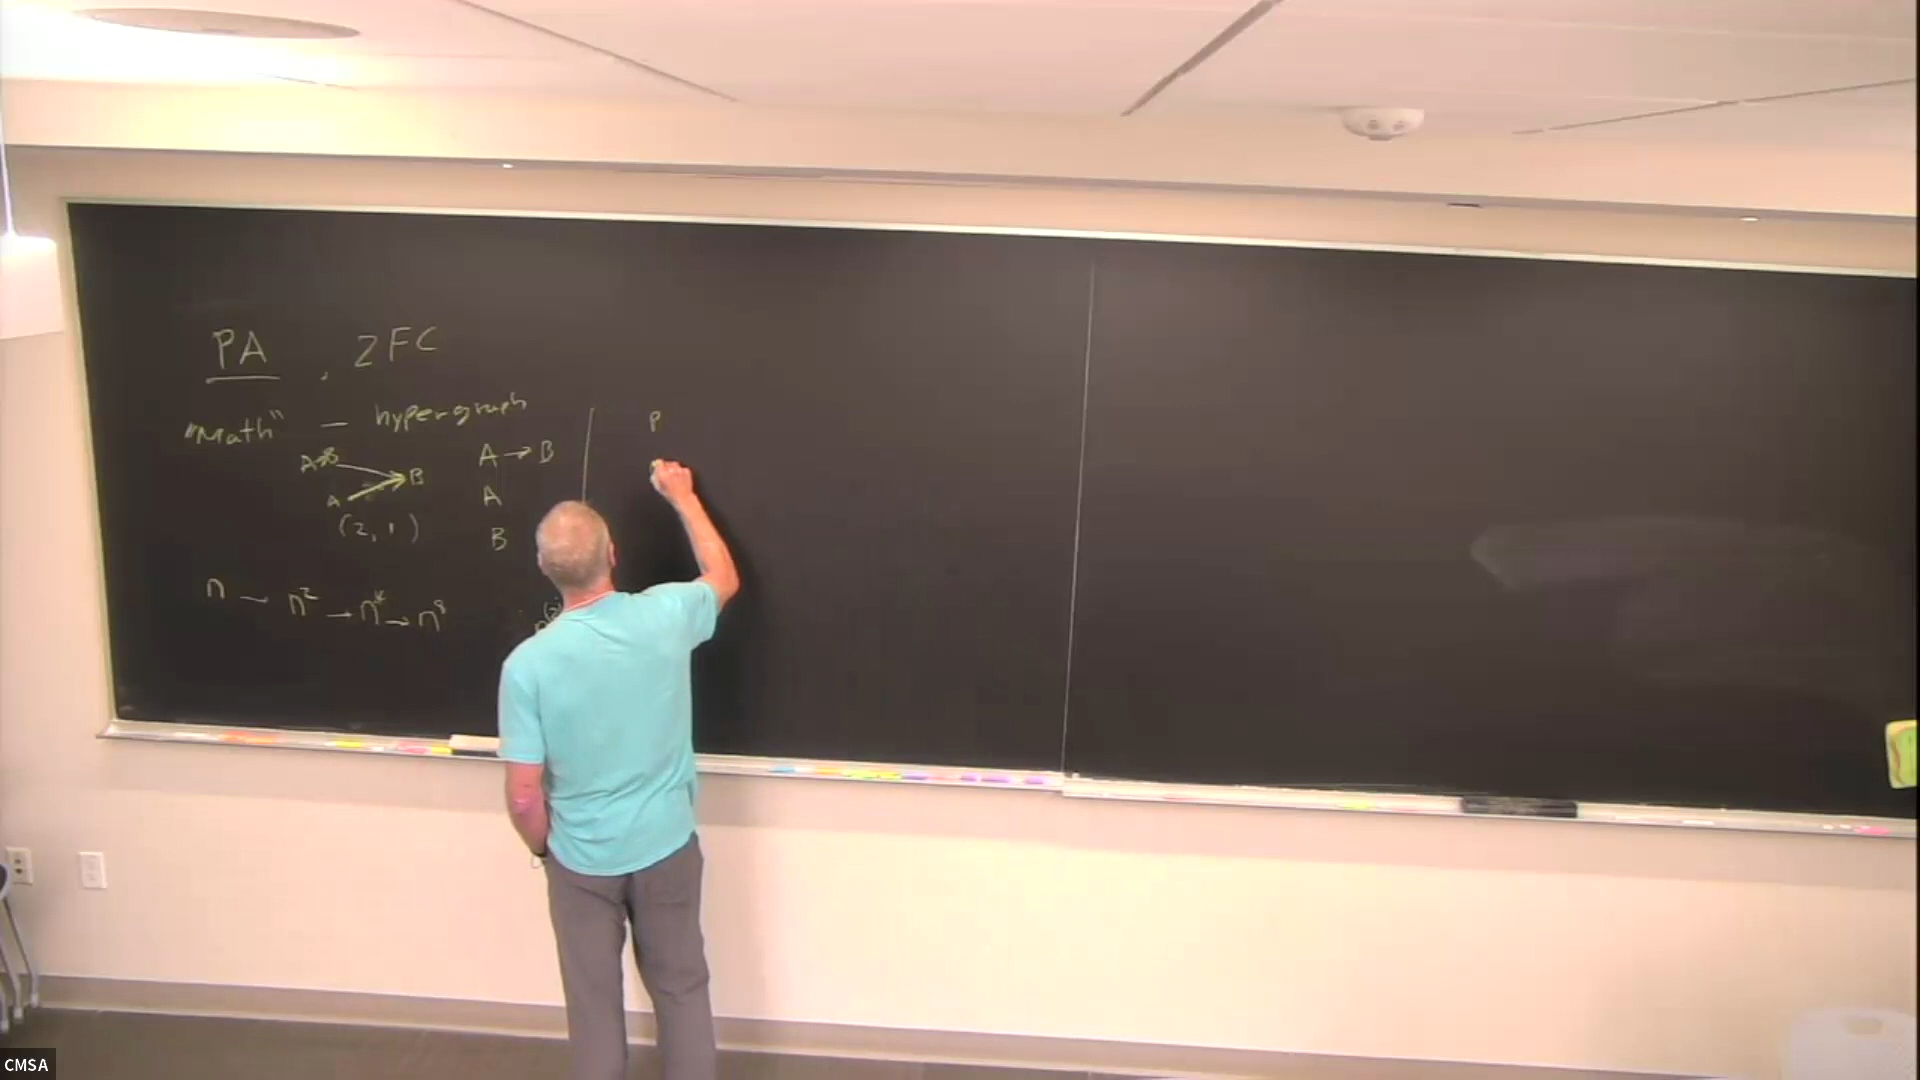 PA , ZFC
"Math" — hypergraph
A→B → B
A
(2, 1)
A → B
A
B
n → n² → n⁴ → n⁸
P
CMSA